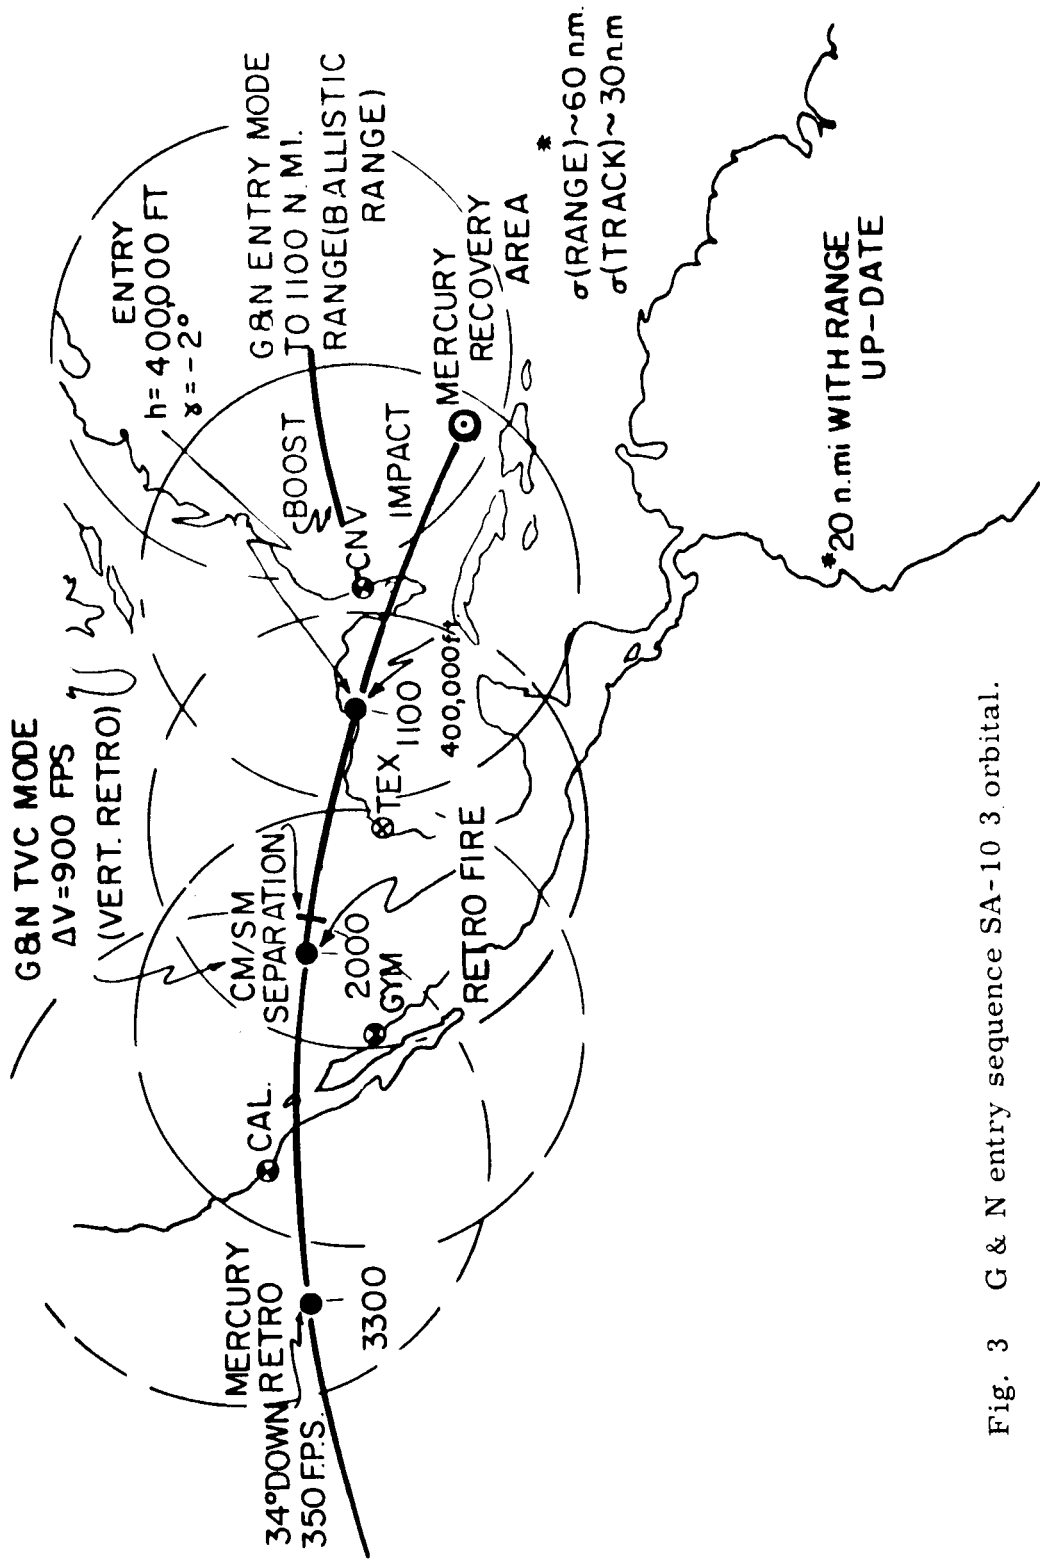 G&N TVC MODE
ΔV=900 FPS
(VERT. RETRO)
ENTRY
h=400,000 FT
γ=-2°
G&N ENTRY MODE
TO 1100 N.MI.
RANGE(BALLISTIC
RANGE)
MERCURY
34°DOWN RETRO
350 F.P.S.
3300
CAL.
CM/SM
SEPARATION
2000
GYM
RETRO FIRE
TEX
1100
400,000ft.
CNV
BOOST
IMPACT
MERCURY
RECOVERY
AREA
*
σ(RANGE)~60 nm.
σ(TRACK)~30nm
*20 n.mi WITH RANGE
UP-DATE
Fig. 3 G & N entry sequence SA-10 3 orbital.